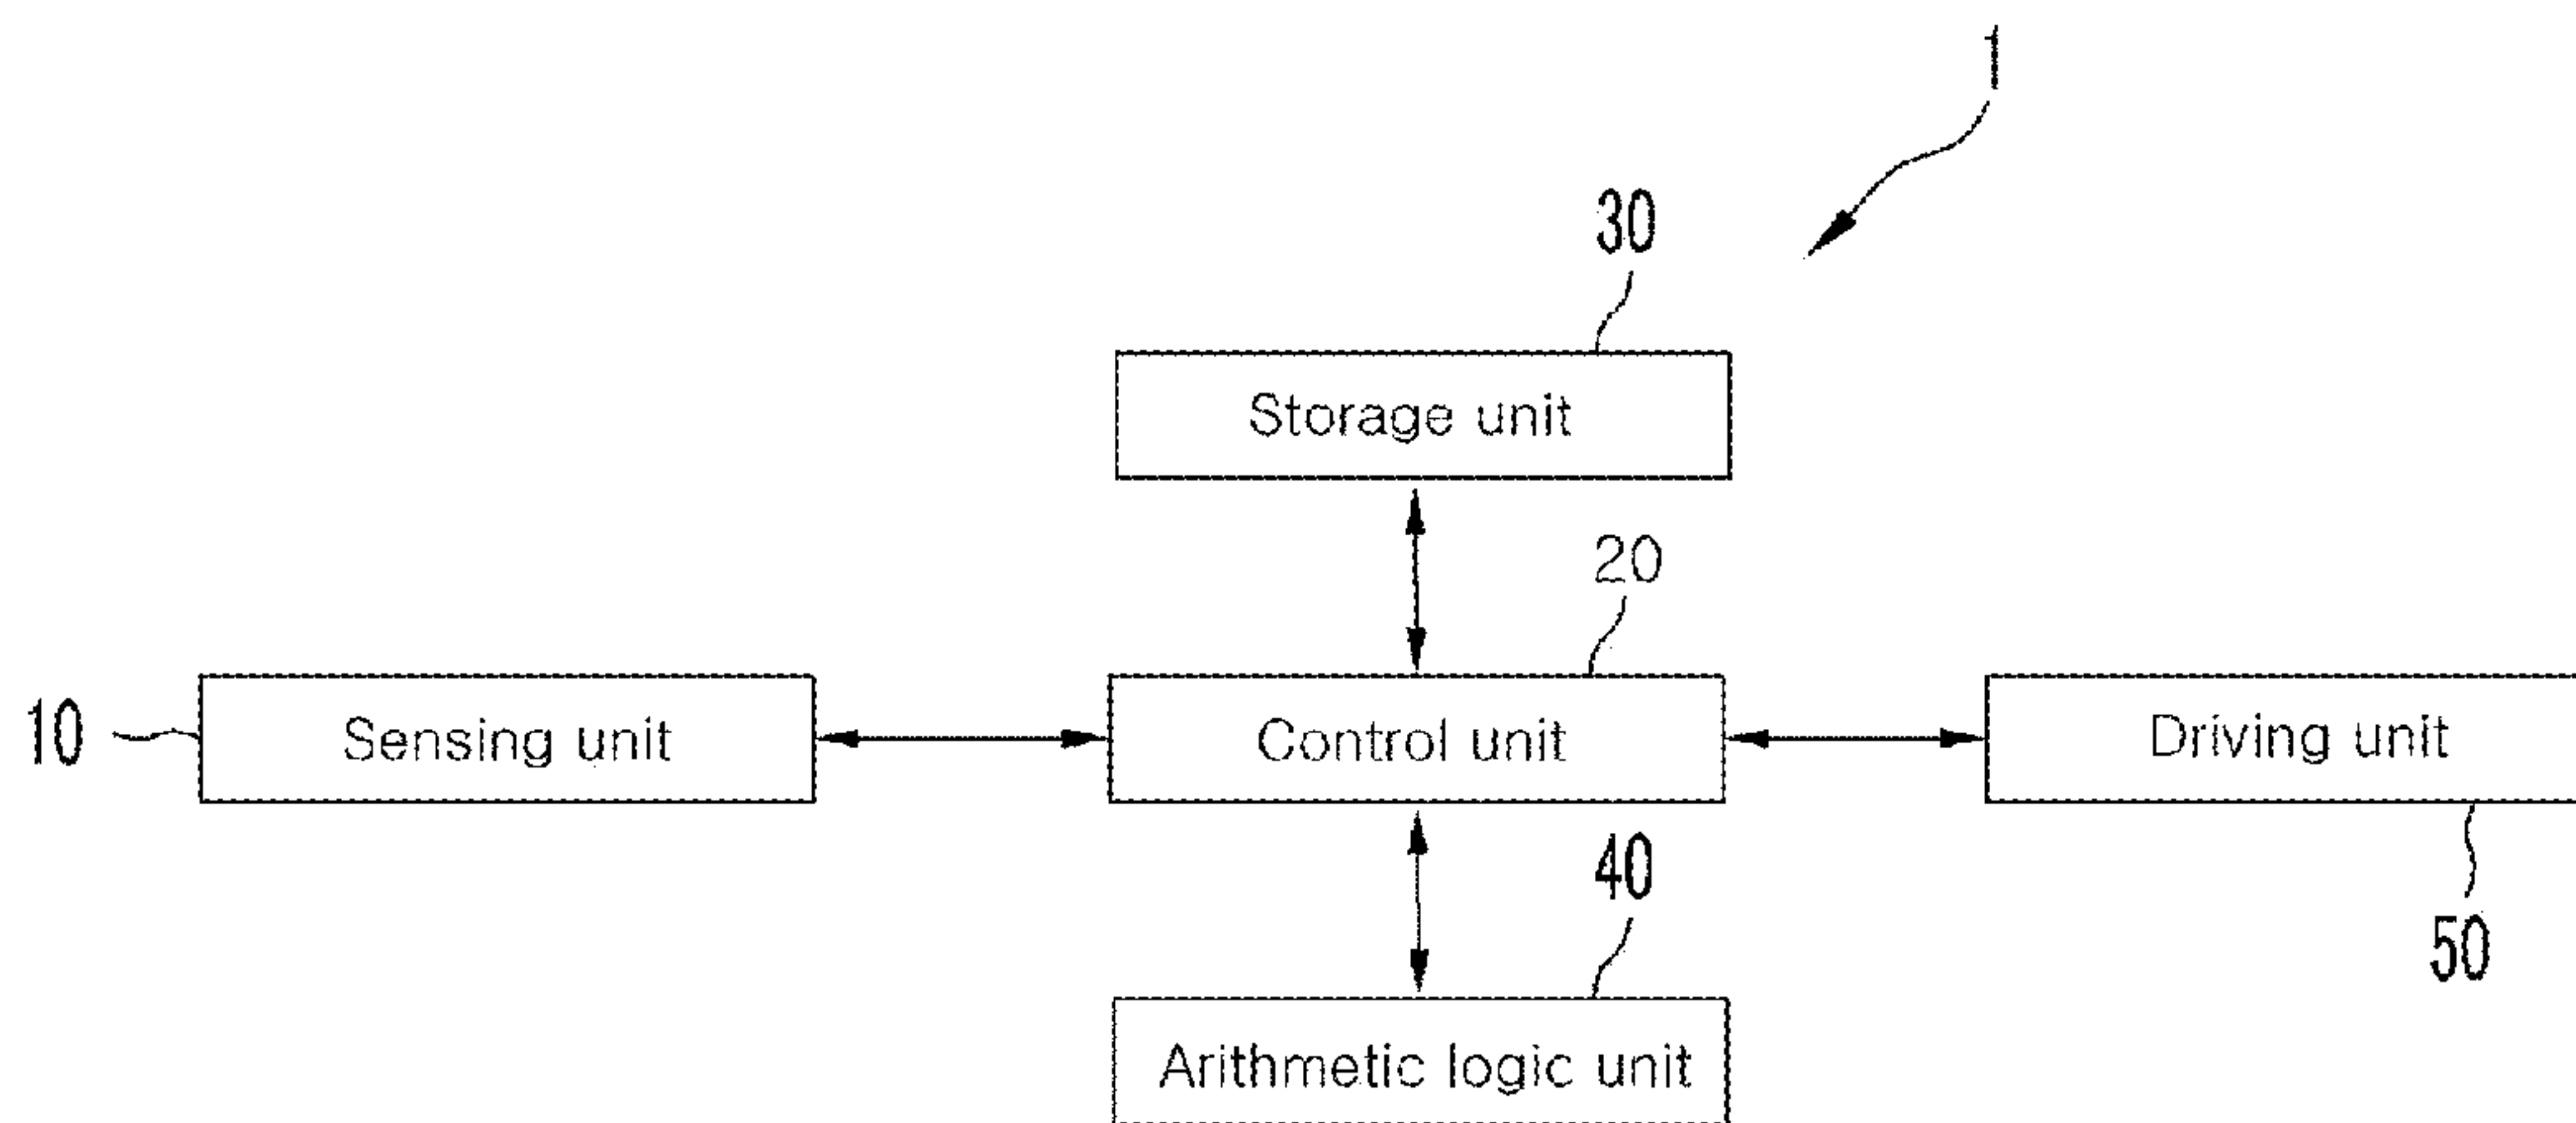 1
30
Storage unit
20
10 Sensing unit Control unit Driving unit
40
50
Arithmetic logic unit